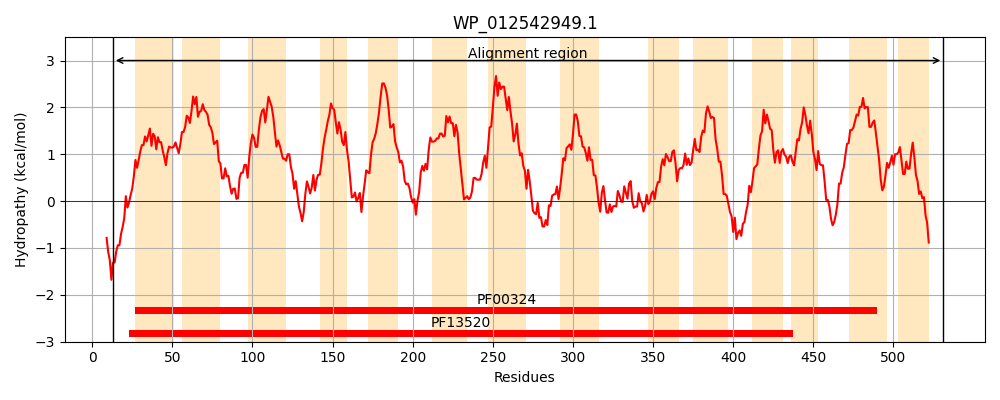 WP_012542949.1
Alignment region
Hydropathy (kcal/mol)
3
2
1
0
−1
−2
−3
PF00324
PF13520
0 50 100 150 200 250 300 350 400 450 500
Residues